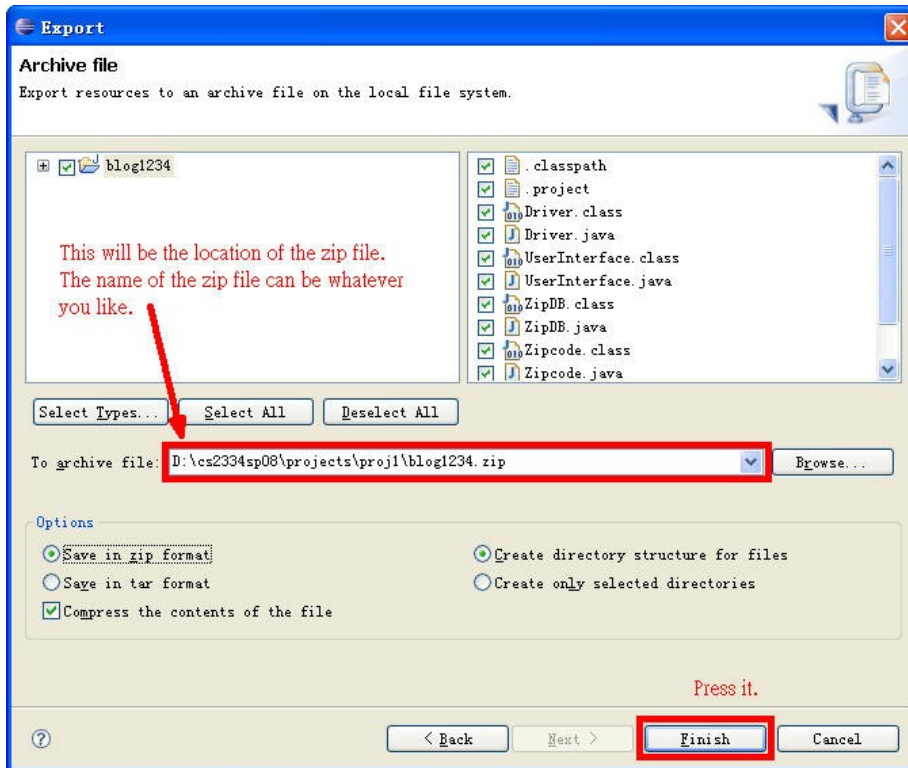 Export
Archive file
Export resources to an archive file on the local file system.
blog1234
This will be the location of the zip file.
The name of the zip file can be whatever
you like.
.classpath
.project
Driver.class
Driver.java
UserInterface.class
UserInterface.java
ZipDB.class
ZipDB.java
Zipcode.class
Zipcode.java
Select Types... Select All Deselect All
To archive file: D:\cs2334sp08\projects\proj1\blog1234.zip Browse...
Options
Save in zip format Create directory structure for files
Save in tar format Create only selected directories
Compress the contents of the file
Press it.
? < Back Next > Finish Cancel